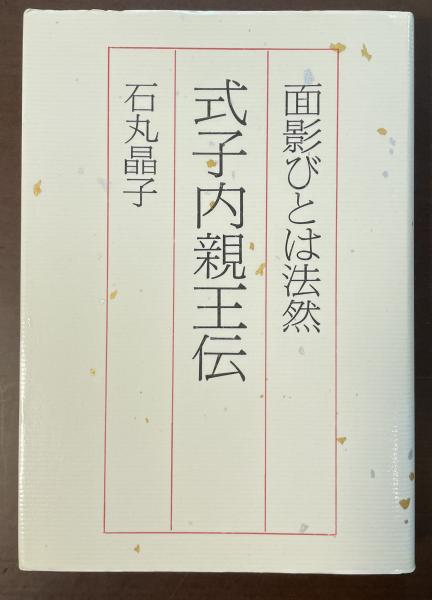 面影びとは法然
式子内親王伝
石丸晶子